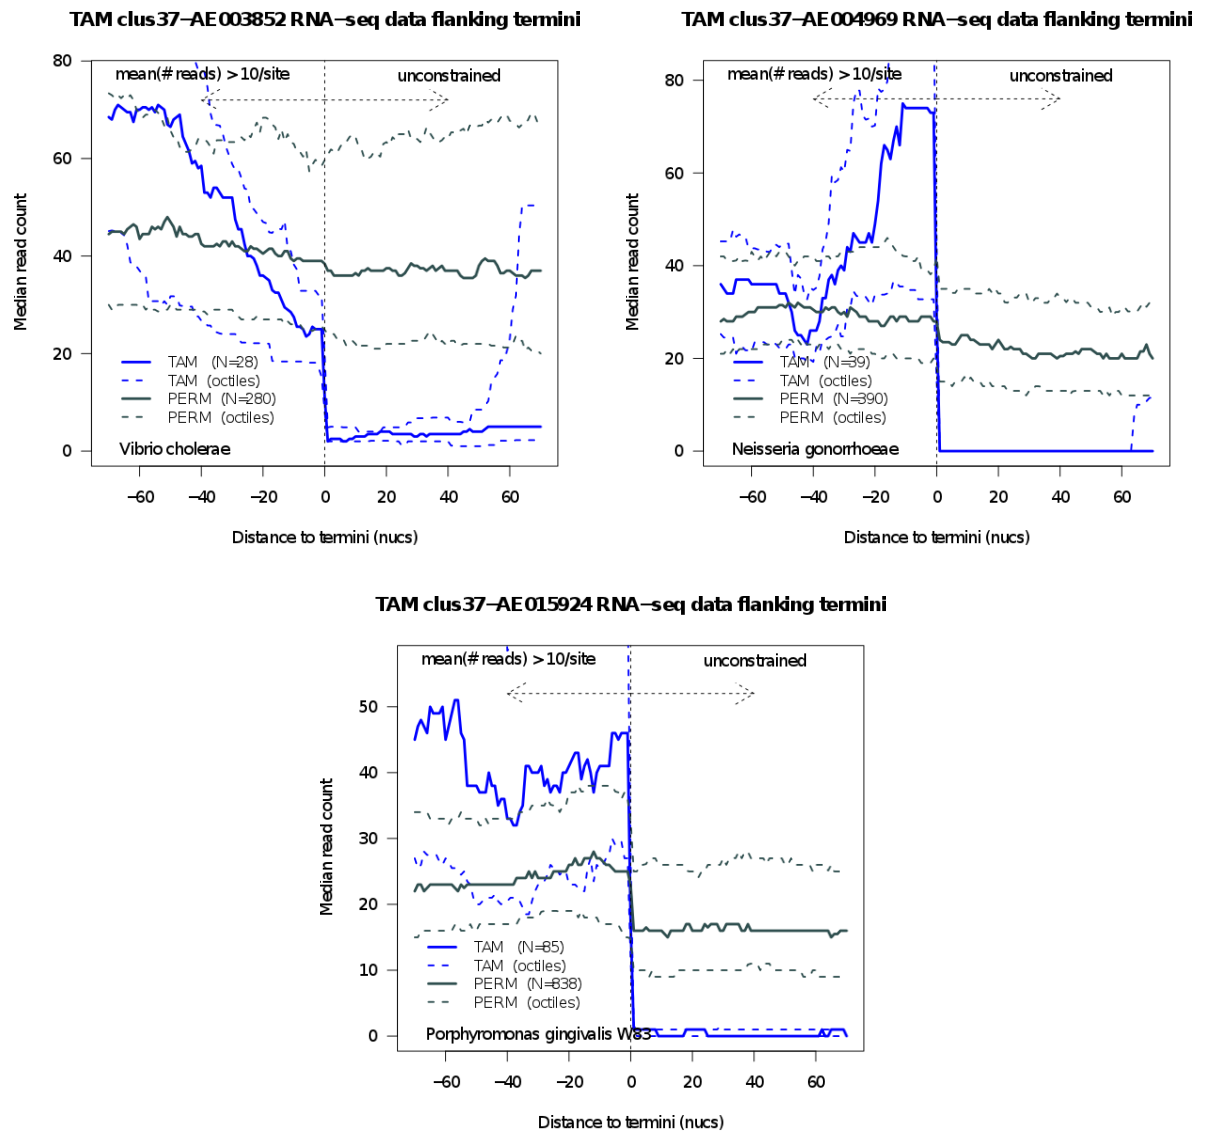 TAM clus37−AE003852 RNA−seq data flanking termini
mean(# reads) > 10/site
unconstrained
Median read count
80
60
40
20
0
TAM (N=28)
TAM (octiles)
PERM (N=280)
PERM (octiles)
Vibrio cholerae
−60 −40 −20 0 20 40 60
Distance to termini (nucs)
TAM clus37−AE004969 RNA−seq data flanking termini
mean(# reads) > 10/site
unconstrained
Median read count
80
60
40
20
0
TAM (N=39)
TAM (octiles)
PERM (N=390)
PERM (octiles)
Neisseria gonorrhoeae
−60 −40 −20 0 20 40 60
Distance to termini (nucs)
TAM clus37−AE015924 RNA−seq data flanking termini
mean(# reads) > 10/site
unconstrained
Median read count
50
40
30
20
10
0
TAM (N=85)
TAM (octiles)
PERM (N=838)
PERM (octiles)
Porphyromonas gingivalis W83
−60 −40 −20 0 20 40 60
Distance to termini (nucs)